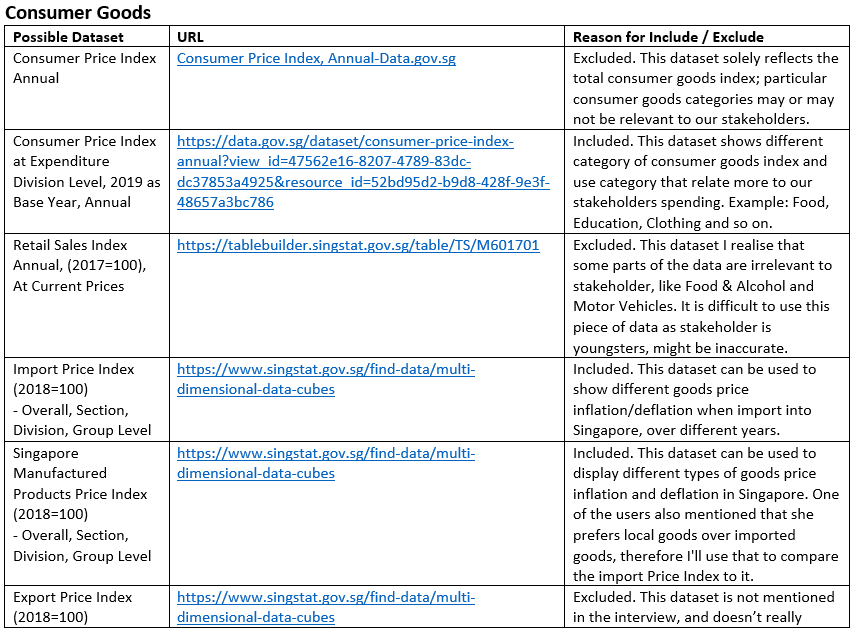 Consumer Goods
Possible Dataset URL Reason for Include / Exclude
Consumer Price Index
Annual
Consumer Price Index, Annual-Data.gov.sg
Excluded. This dataset solely reflects the
total consumer goods index; particular
consumer goods categories may or may
not be relevant to our stakeholders.
Consumer Price Index
at Expenditure
Division Level, 2019 as
Base Year, Annual
https://data.gov.sg/dataset/consumer-price-index-
annual?view_id=47562e16-8207-4789-83dc-
dc37853a4925&resource_id=52bd95d2-b9d8-428f-9e3f-
48657a3bc786
Included. This dataset shows different
category of consumer goods index and
use category that relate more to our
stakeholders spending. Example: Food,
Education, Clothing and so on.
Retail Sales Index
Annual, (2017=100),
At Current Prices
https://tablebuilder.singstat.gov.sg/table/TS/M601701
Excluded. This dataset I realise that
some parts of the data are irrelevant to
stakeholder, like Food & Alcohol and
Motor Vehicles. It is difficult to use this
piece of data as stakeholder is
youngsters, might be inaccurate.
Import Price Index
(2018=100)
- Overall, Section,
Division, Group Level
https://www.singstat.gov.sg/find-data/multi-
dimensional-data-cubes
Included. This dataset can be used to
show different goods price
inflation/deflation when import into
Singapore, over different years.
Singapore
Manufactured
Products Price Index
(2018=100)
- Overall, Section,
Division, Group Level
https://www.singstat.gov.sg/find-data/multi-
dimensional-data-cubes
Included. This dataset can be used to
display different types of goods price
inflation and deflation in Singapore. One
of the users also mentioned that she
prefers local goods over imported
goods, therefore I'll use that to compare
the import Price Index to it.
Export Price Index
(2018=100)
https://www.singstat.gov.sg/find-data/multi-
dimensional-data-cubes
Excluded. This dataset is not mentioned
in the interview, and doesn’t really